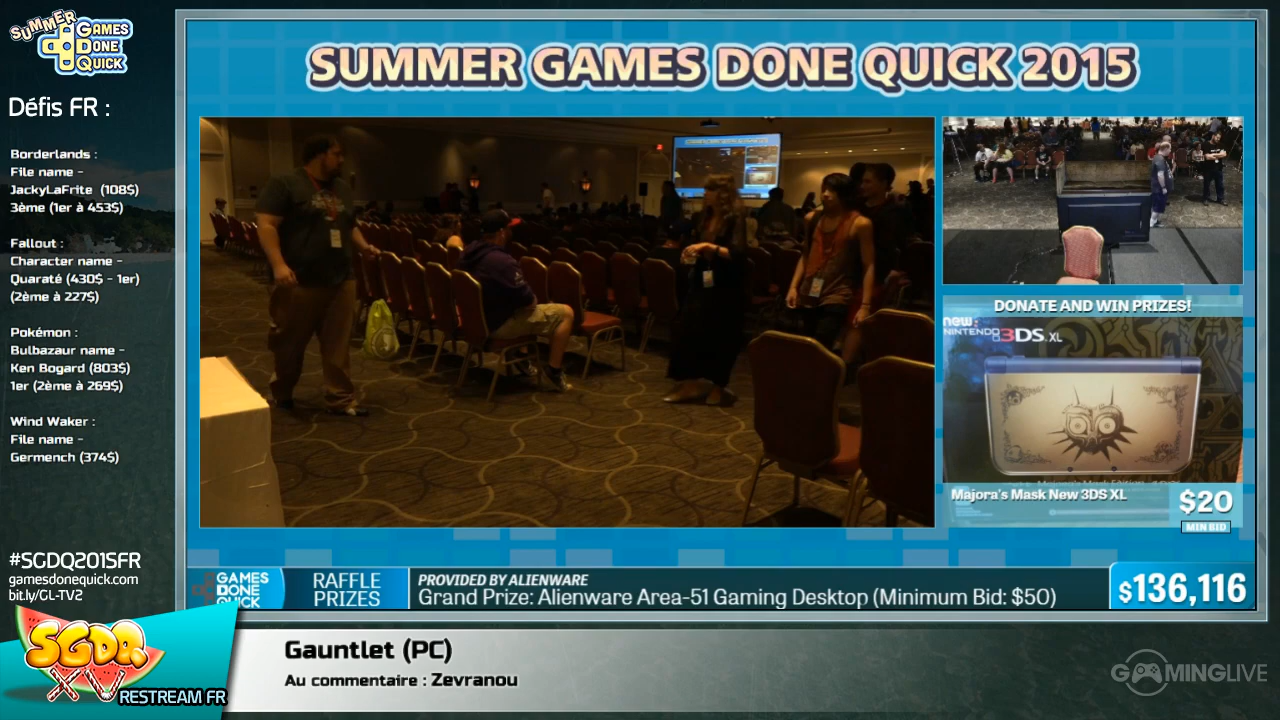 SUMMER
GAMES
DONE
QUICK
Défis FR :
Borderlands :
File name -
JackyLaFrite (108$)
3ème (1er à 453$)
Fallout :
Character name -
Quaraté (430$ - 1er)
(2ème à 227$)
Pokémon :
Bulbazaur name -
Ken Bogard (803$)
1er (2ème à 269$)
Wind Waker :
File name -
Germench (374$)
#SGDQ2015FR
gamesdonequick.com
bit.ly/GL-TV2
SGDQ
XV
RESTREAM FR
SUMMER GAMES DONE QUICK 2015
DONATE AND WIN PRIZES!
new
NINTENDO 3DS XL
Majora's Mask New 3DS XL
$20
MIN BID
GAMES
DONE
QUICK
RAFFLE
PRIZES
PROVIDED BY ALIENWARE
Grand Prize: Alienware Area-51 Gaming Desktop (Minimum Bid: $50)
$136,116
Gauntlet (PC)
Au commentaire : Zevranou
GAMINGLIVE